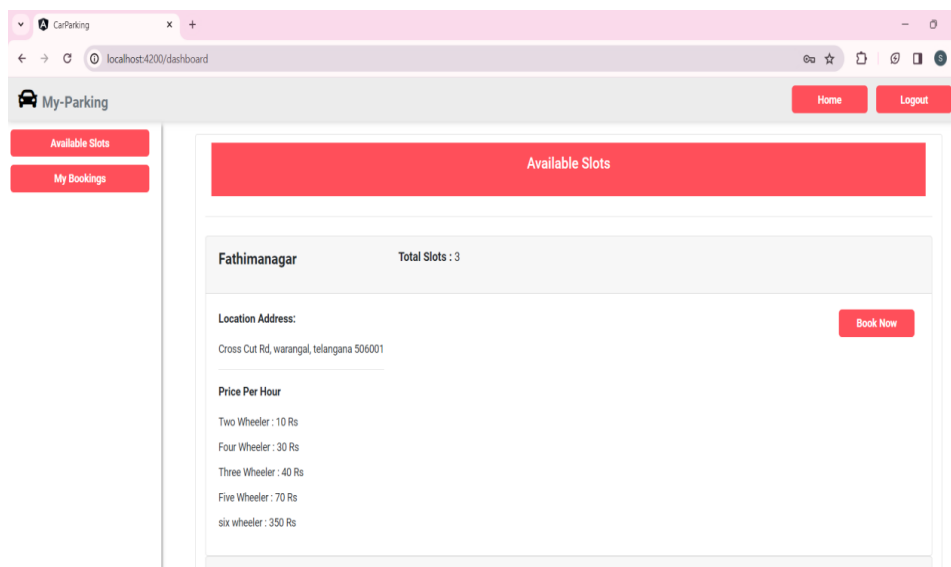 CarParking
localhost:4200/dashboard
S
My-Parking
Home
Logout
Available Slots
My Bookings
Available Slots
Fathimanagar
Total Slots : 3
Location Address:
Book Now
Cross Cut Rd, warangal, telangana 506001
Price Per Hour
Two Wheeler : 10 Rs
Four Wheeler : 30 Rs
Three Wheeler : 40 Rs
Five Wheeler : 70 Rs
six wheeler : 350 Rs